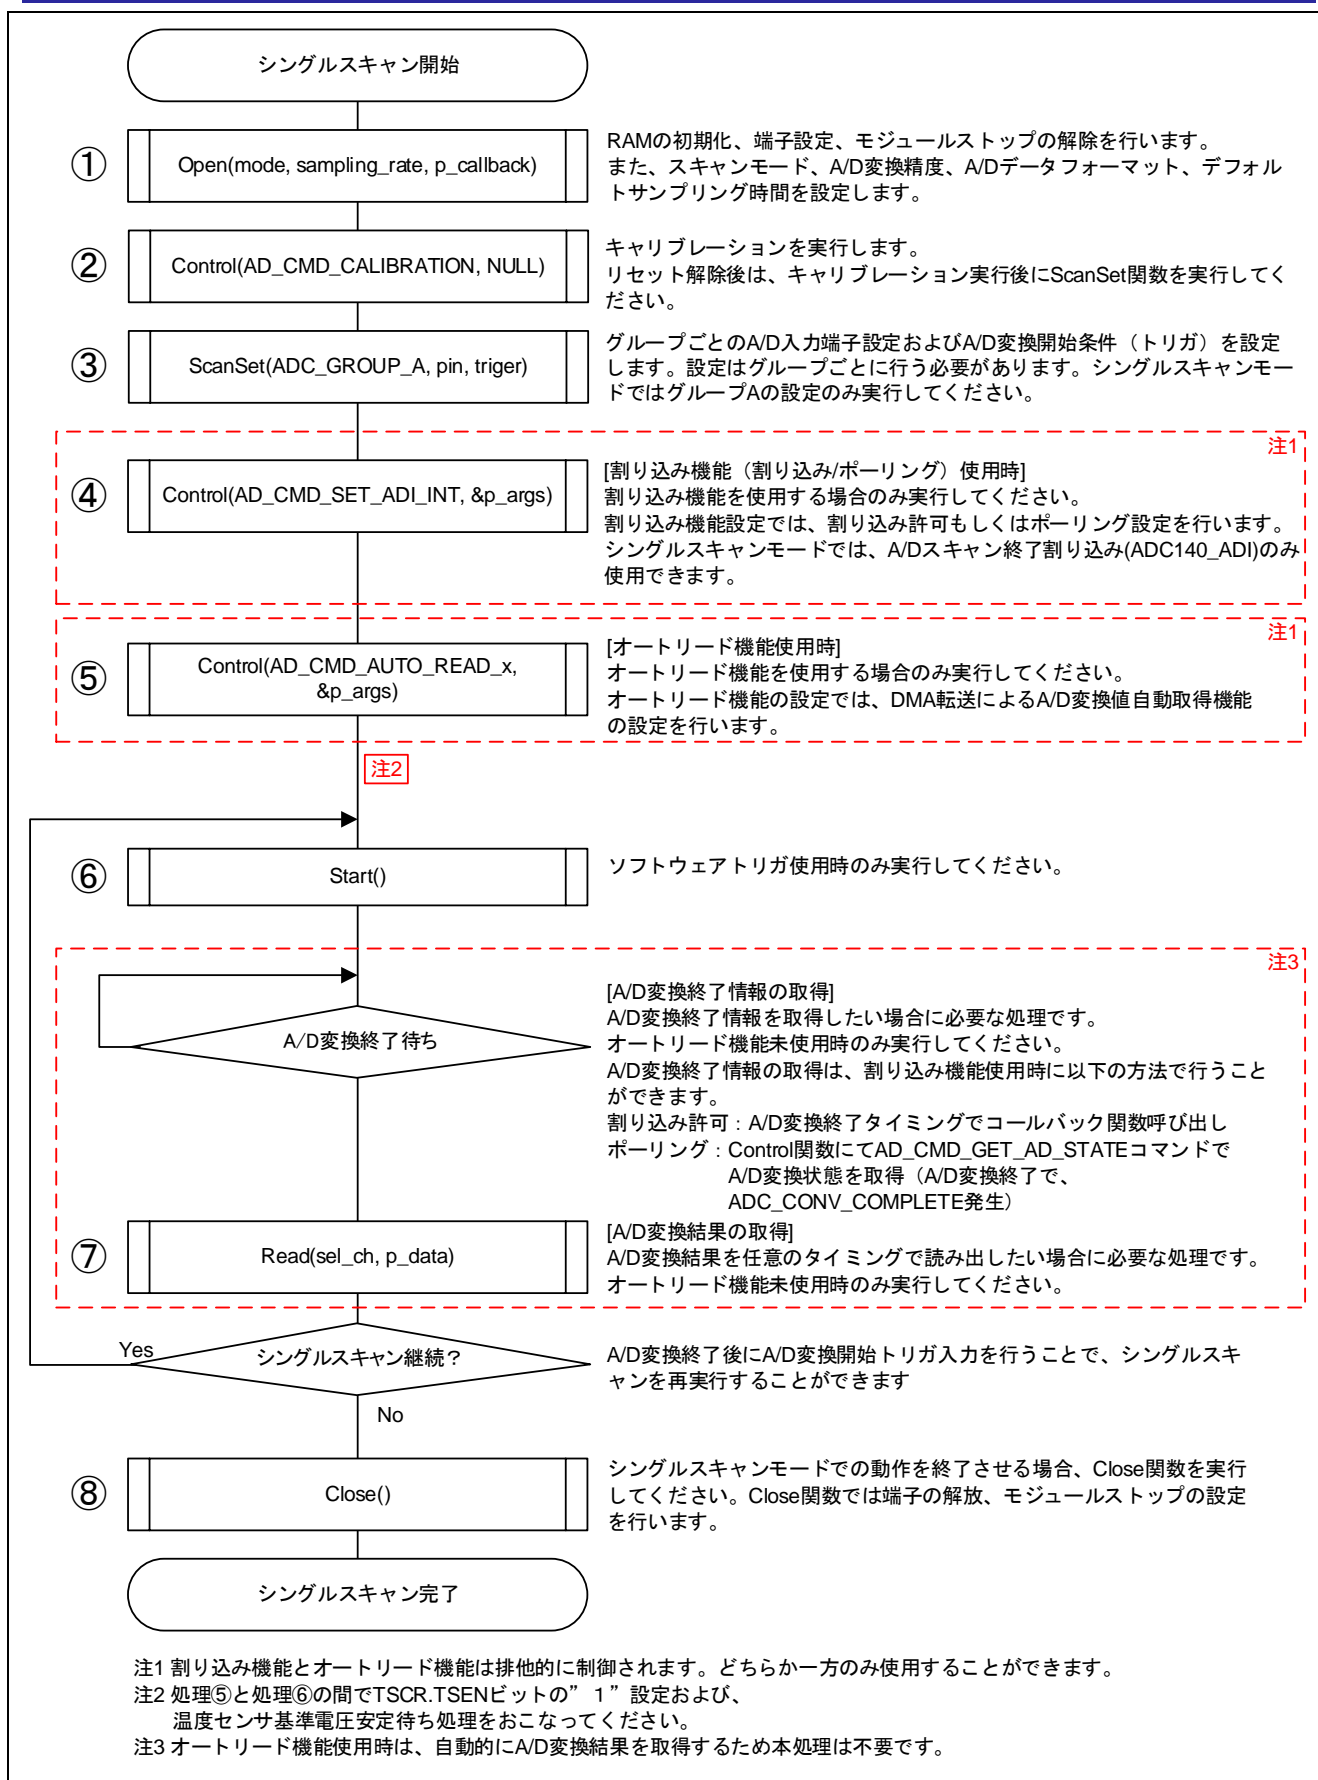 シングルスキャン開始
① Open(mode, sampling_rate, p_callback)
RAMの初期化、端子設定、モジュールストップの解除を行います。
また、スキャンモード、A/D変換精度、A/Dデータフォーマット、デフォル
トサンプリング時間を設定します。
② Control(AD_CMD_CALIBRATION, NULL)
キャリブレーションを実行します。
リセット解除後は、キャリブレーション実行後にScanSet関数を実行してく
ださい。
③ ScanSet(ADC_GROUP_A, pin, triger)
グループごとのA/D入力端子設定およびA/D変換開始条件（トリガ）を設定
します。設定はグループごとに行う必要があります。シングルスキャンモー
ドではグループAの設定のみ実行してください。
注1
④ Control(AD_CMD_SET_ADI_INT, &p_args)
[割り込み機能（割り込み/ポーリング）使用時]
割り込み機能を使用する場合のみ実行してください。
割り込み機能設定では、割り込み許可もしくはポーリング設定を行います。
シングルスキャンモードでは、A/Dスキャン終了割り込み(ADC140_ADI)のみ
使用できます。
注1
⑤ Control(AD_CMD_AUTO_READ_x,
&p_args)
[オートリード機能使用時]
オートリード機能を使用する場合のみ実行してください。
オートリード機能の設定では、DMA転送によるA/D変換値自動取得機能
の設定を行います。
注2
⑥ Start()
ソフトウェアトリガ使用時のみ実行してください。
注3
A/D変換終了待ち
[A/D変換終了情報の取得]
A/D変換終了情報を取得したい場合に必要な処理です。
オートリード機能未使用時のみ実行してください。
A/D変換終了情報の取得は、割り込み機能使用時に以下の方法で行うこと
ができます。
割り込み許可：A/D変換終了タイミングでコールバック関数呼び出し
ポーリング：Control関数にてAD_CMD_GET_AD_STATEコマンドで
A/D変換状態を取得（A/D変換終了で、
ADC_CONV_COMPLETE発生）
⑦ Read(sel_ch, p_data)
[A/D変換結果の取得]
A/D変換結果を任意のタイミングで読み出したい場合に必要な処理です。
オートリード機能未使用時のみ実行してください。
Yes
シングルスキャン継続？
A/D変換終了後にA/D変換開始トリガ入力を行うことで、シングルスキ
ャンを再実行することができます
No
⑧ Close()
シングルスキャンモードでの動作を終了させる場合、Close関数を実行
してください。Close関数では端子の解放、モジュールストップの設定
を行います。
シングルスキャン完了
注1 割り込み機能とオートリード機能は排他的に制御されます。どちらか一方のみ使用することができます。
注2 処理⑤と処理⑥の間でTSCR.TSENビットの”１”設定および、
温度センサ基準電圧安定待ち処理をおこなってください。
注3 オートリード機能使用時は、自動的にA/D変換結果を取得するため本処理は不要です。